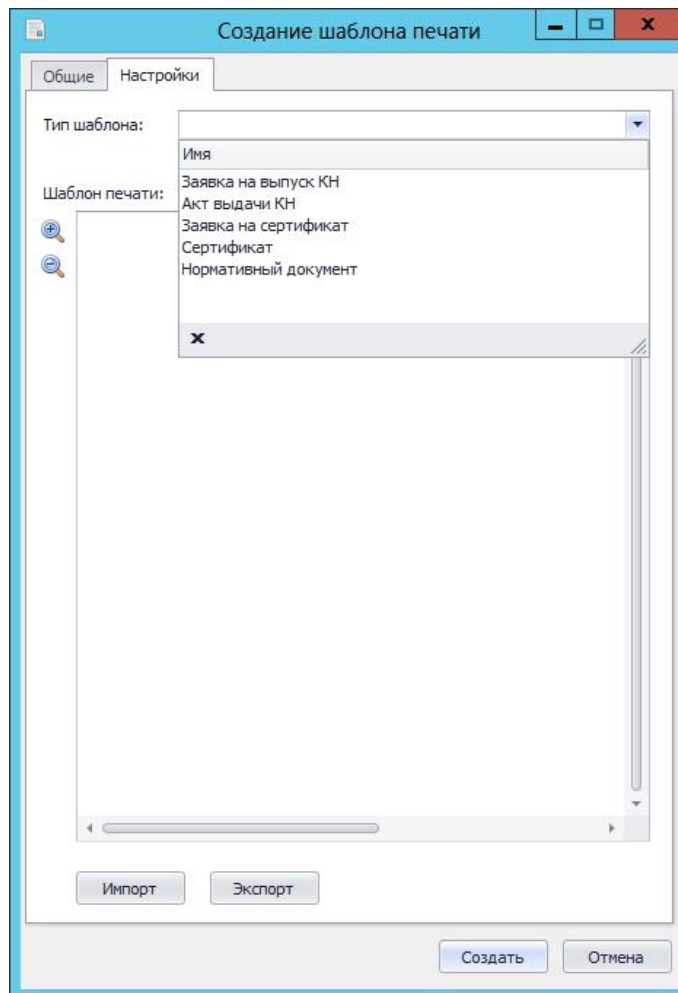 Создание шаблона печати
Общие
Настройки
Тип шаблона:
Имя
Заявка на выпуск КН
Шаблон печати:
Акт выдачи КН
Заявка на сертификат
Сертификат
Нормативный документ
Импорт
Экспорт
Создать
Отмена